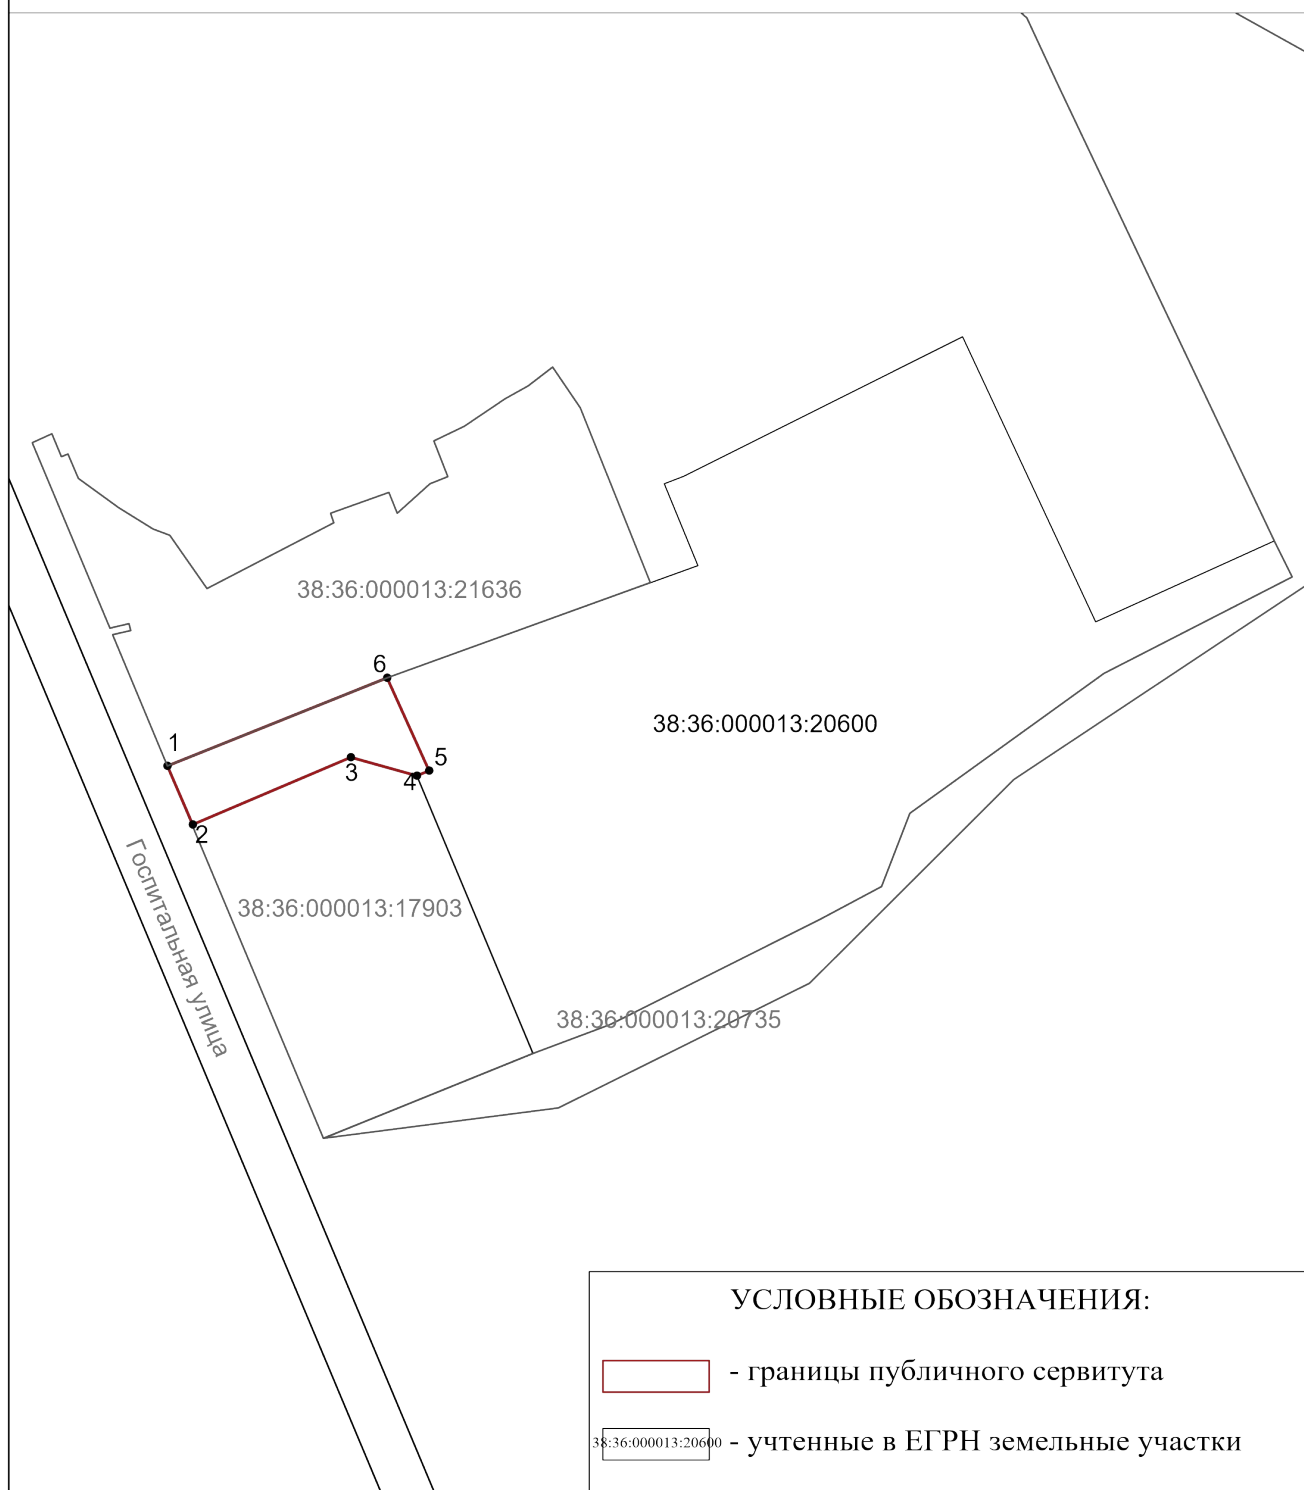 38:36:000013:21636
6
38:36:000013:20600
1
5
3
4
2
Госпитальная улица
38:36:000013:17903
38:36:000013:20735
УСЛОВНЫЕ ОБОЗНАЧЕНИЯ:
- границы публичного сервитута
38:36:000013:20600 - учтенные в ЕГРН земельные участки